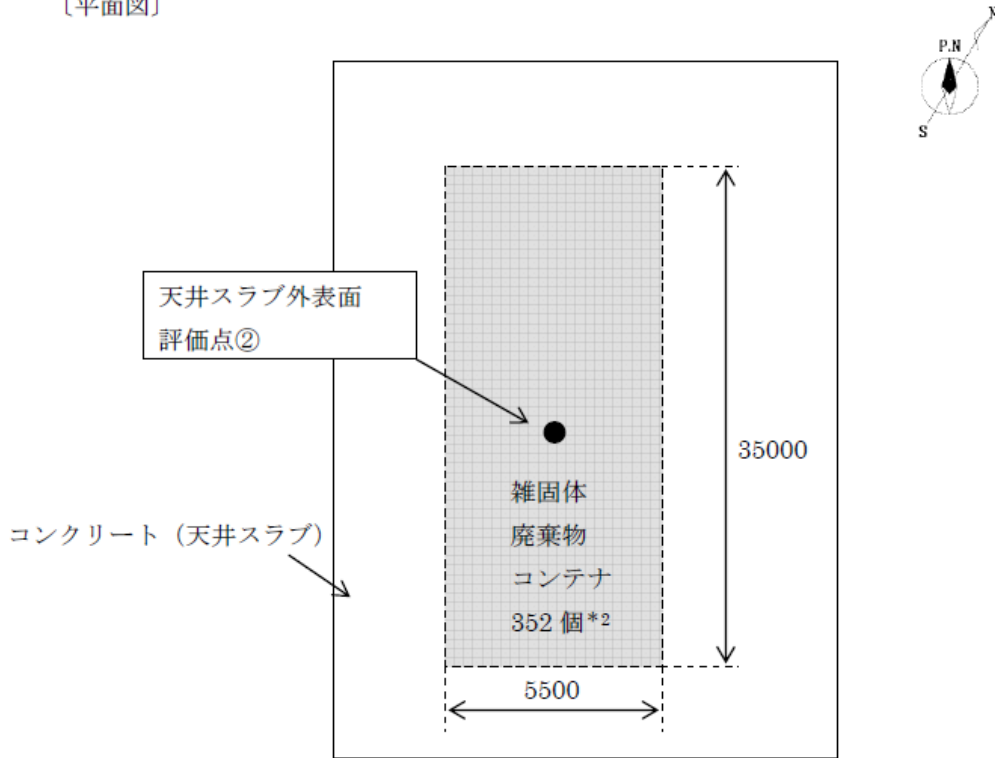 〔平面図〕
N
P.N
S
天井スラブ外表面
評価点②
35000
雑固体
廃棄物
コンテナ
352 個*2
コンクリート（天井スラブ）
5500